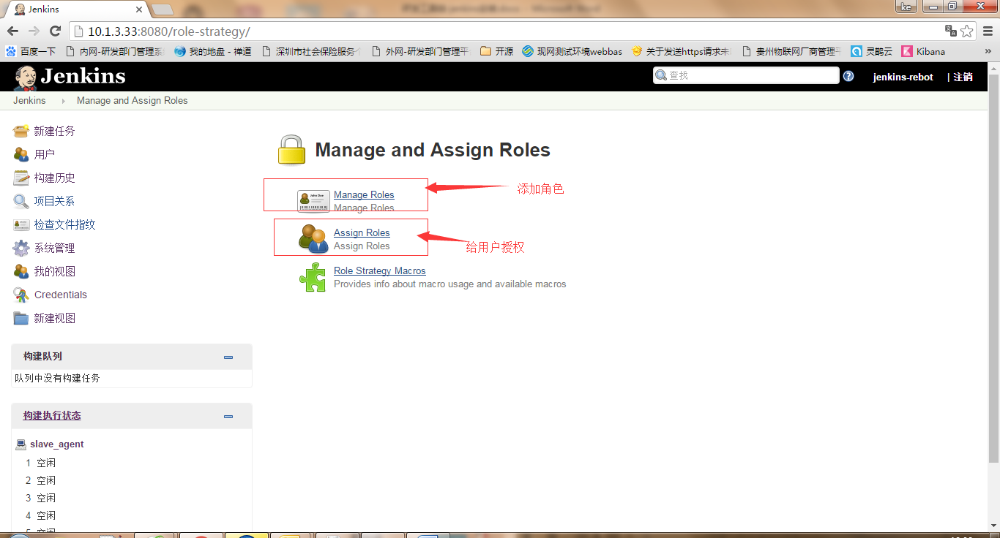 Jenkins
ke
10.1.3.33:8080/role-strategy/
百度一下
内网-研发部门管理系
我的地盘 - 禅道
深圳市社会保险服务个
外网-研发部门管理平
开源
现网测试环境webbas
关于发送https请求未
贵州物联网厂商管理平
灵鹊云
Kibana
»
Jenkins
查找
jenkins-rebot
| 注销
Jenkins
Manage and Assign Roles
新建任务
用户
构建历史
项目关系
检查文件指纹
系统管理
我的视图
Credentials
新建视图
Manage and Assign Roles
Manage Roles
Manage Roles
添加角色
Assign Roles
Assign Roles
给用户授权
Role Strategy Macros
Provides info about macro usage and available macros
构建队列
队列中没有构建任务
构建执行状态
slave_agent
1 空闲
2 空闲
3 空闲
4 空闲
5 空闲